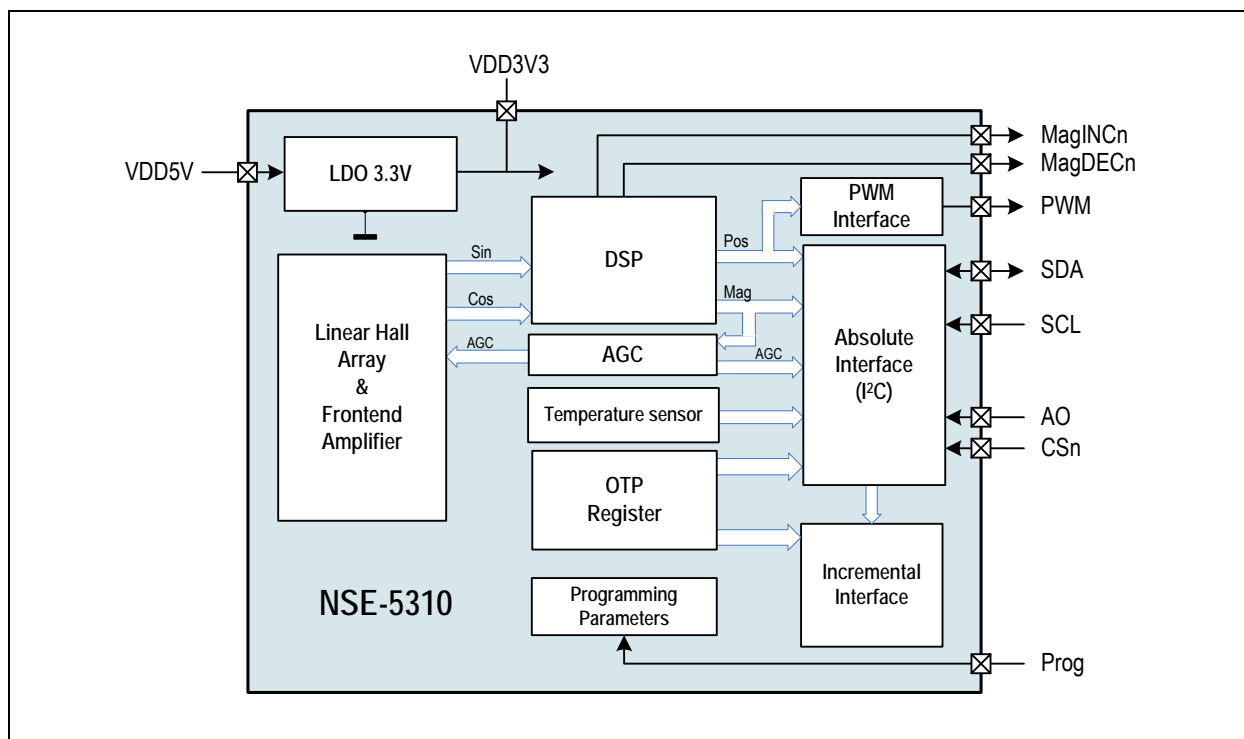 VDD3V3
VDD5V
LDO 3.3V
MagINCn
MagDECn
PWM
Interface
PWM
Sin
Cos
AGC
Linear Hall
Array
&
Frontend
Amplifier
DSP
Pos
Mag
AGC
AGC
Temperature sensor
OTP
Register
Absolute
Interface
(I²C)
SDA
SCL
AO
CSn
Incremental
Interface
NSE-5310
Programming
Parameters
Prog